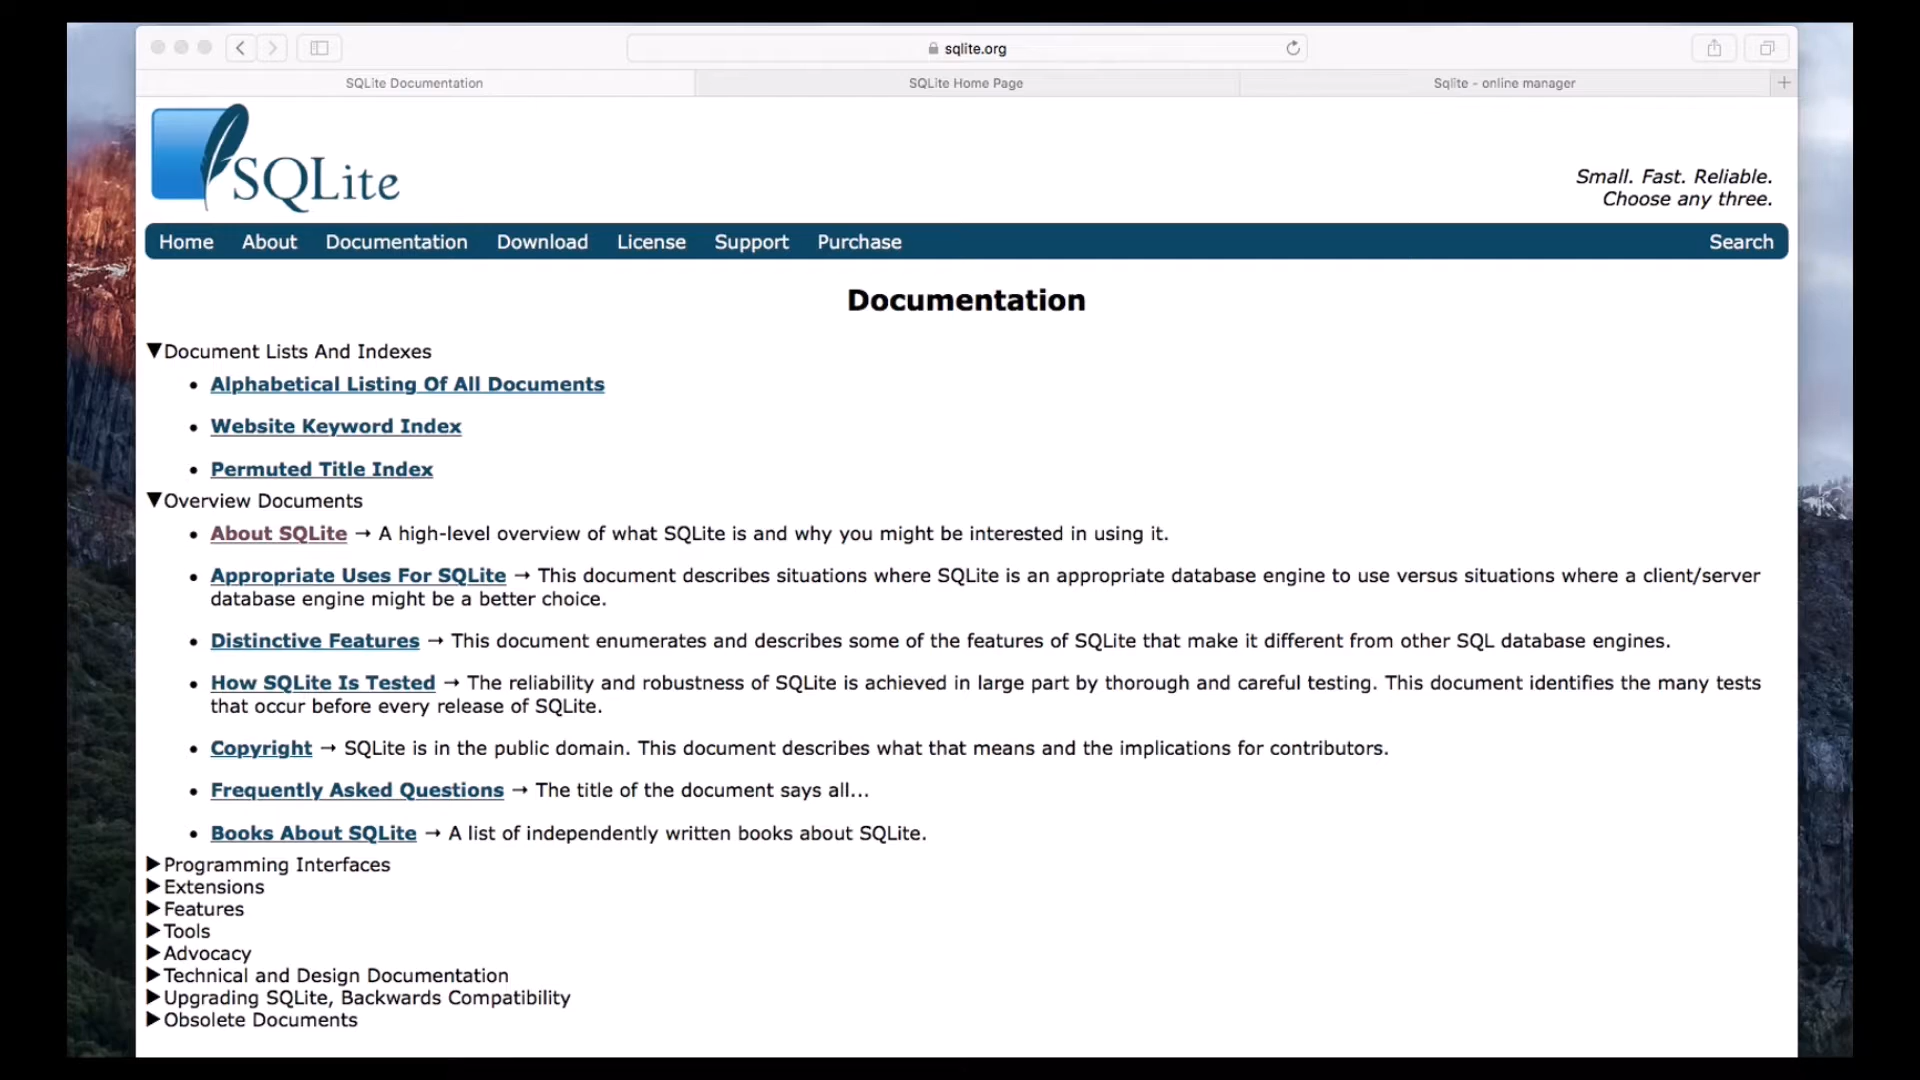 sqlite.org
SQLite Documentation
SQLite Home Page
Sqlite - online manager
SQLite
Small. Fast. Reliable.
Choose any three.
Home About Documentation Download License Support Purchase Search
Documentation
▼Document Lists And Indexes
• Alphabetical Listing Of All Documents
• Website Keyword Index
• Permuted Title Index
▼Overview Documents
• About SQLite → A high-level overview of what SQLite is and why you might be interested in using it.
• Appropriate Uses For SQLite → This document describes situations where SQLite is an appropriate database engine to use versus situations where a client/server
database engine might be a better choice.
• Distinctive Features → This document enumerates and describes some of the features of SQLite that make it different from other SQL database engines.
• How SQLite Is Tested → The reliability and robustness of SQLite is achieved in large part by thorough and careful testing. This document identifies the many tests
that occur before every release of SQLite.
• Copyright → SQLite is in the public domain. This document describes what that means and the implications for contributors.
• Frequently Asked Questions → The title of the document says all...
• Books About SQLite → A list of independently written books about SQLite.
▶Programming Interfaces
▶Extensions
▶Features
▶Tools
▶Advocacy
▶Technical and Design Documentation
▶Upgrading SQLite, Backwards Compatibility
▶Obsolete Documents